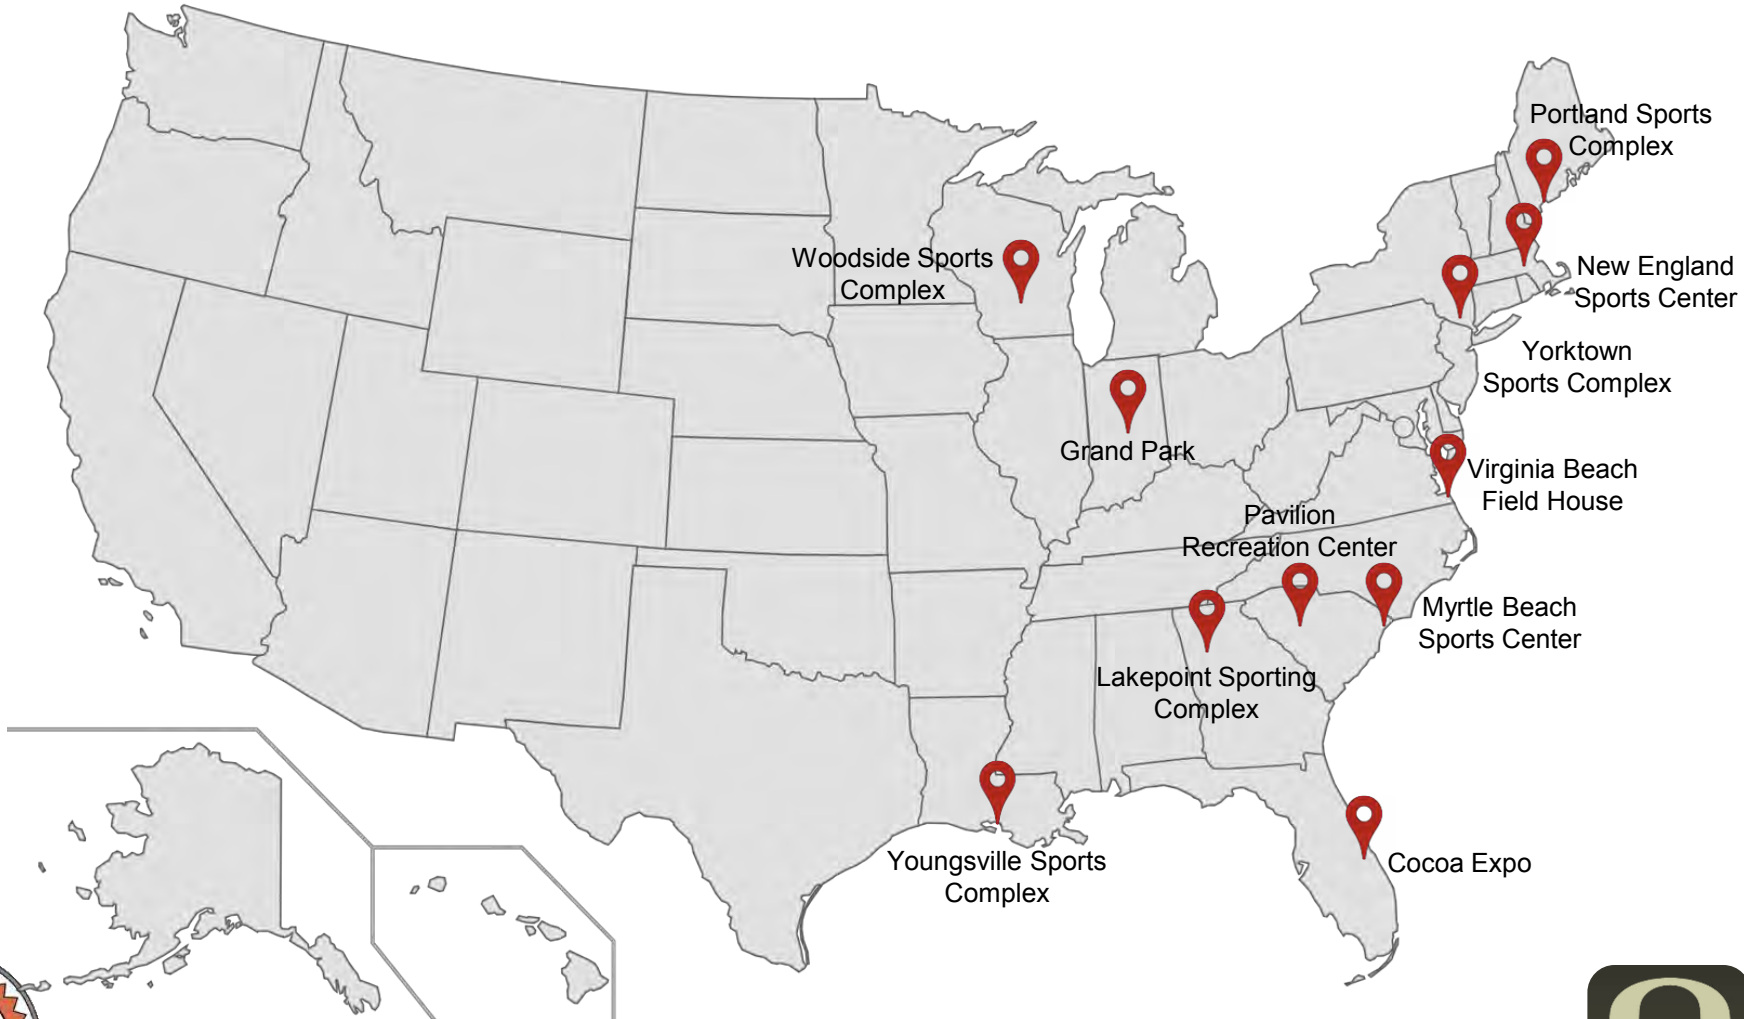 Portland Sports
Complex
Woodside Sports
Complex
New England
Sports Center
Yorktown
Sports Complex
Grand Park
Virginia Beach
Field House
Pavilion
Recreation Center
Myrtle Beach
Sports Center
Lakepoint Sporting
Complex
Youngsville Sports
Complex
Cocoa Expo